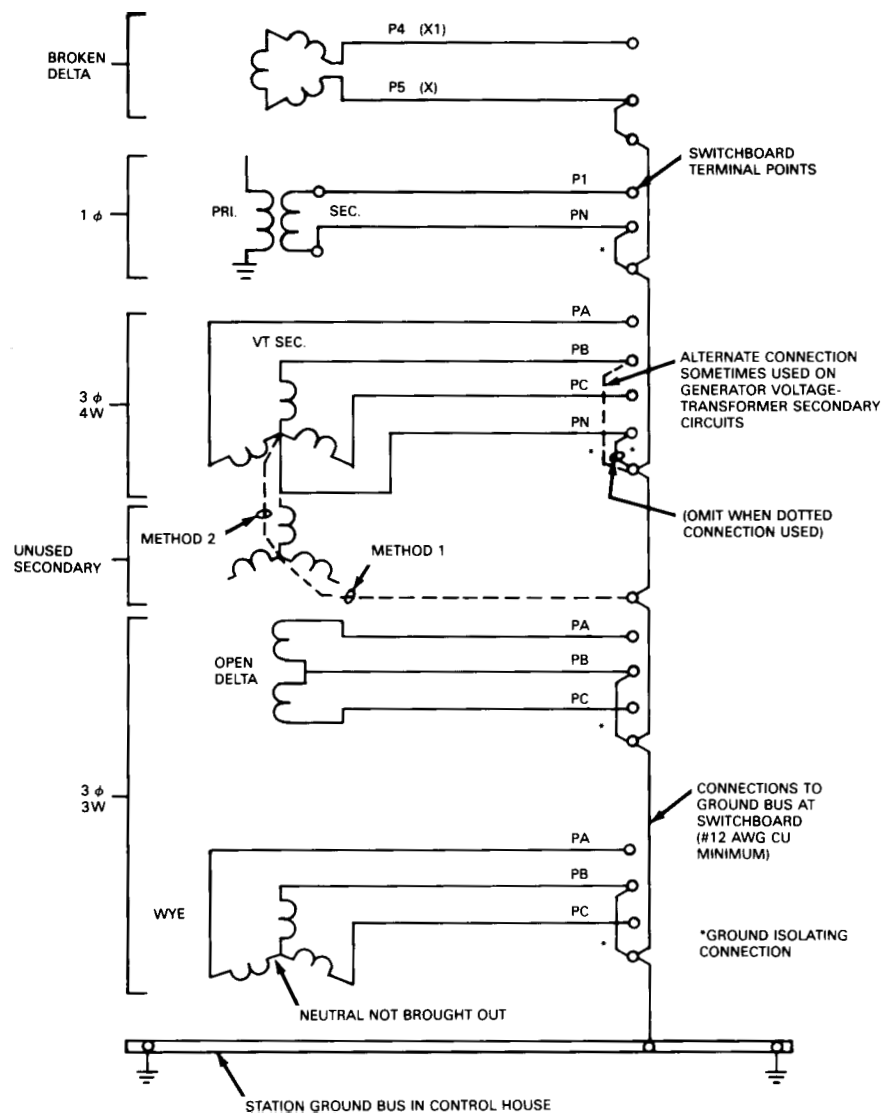 BROKEN
DELTA
P4 (X1)
P5 (X)
SWITCHBOARD
TERMINAL POINTS
1 ϕ
PRI.
SEC.
P1
PN
*
3 ϕ
4W
VT SEC.
PA
PB
PC
PN
* *
ALTERNATE CONNECTION
SOMETIMES USED ON
GENERATOR VOLTAGE-
TRANSFORMER SECONDARY
CIRCUITS
(OMIT WHEN DOTTED
CONNECTION USED)
UNUSED
SECONDARY
METHOD 2
METHOD 1
3 ϕ
3W
OPEN
DELTA
PA
PB
PC
*
CONNECTIONS TO
GROUND BUS AT
SWITCHBOARD
(#12 AWG CU
MINIMUM)
WYE
PA
PB
PC
*
*GROUND ISOLATING
CONNECTION
NEUTRAL NOT BROUGHT OUT
STATION GROUND BUS IN CONTROL HOUSE